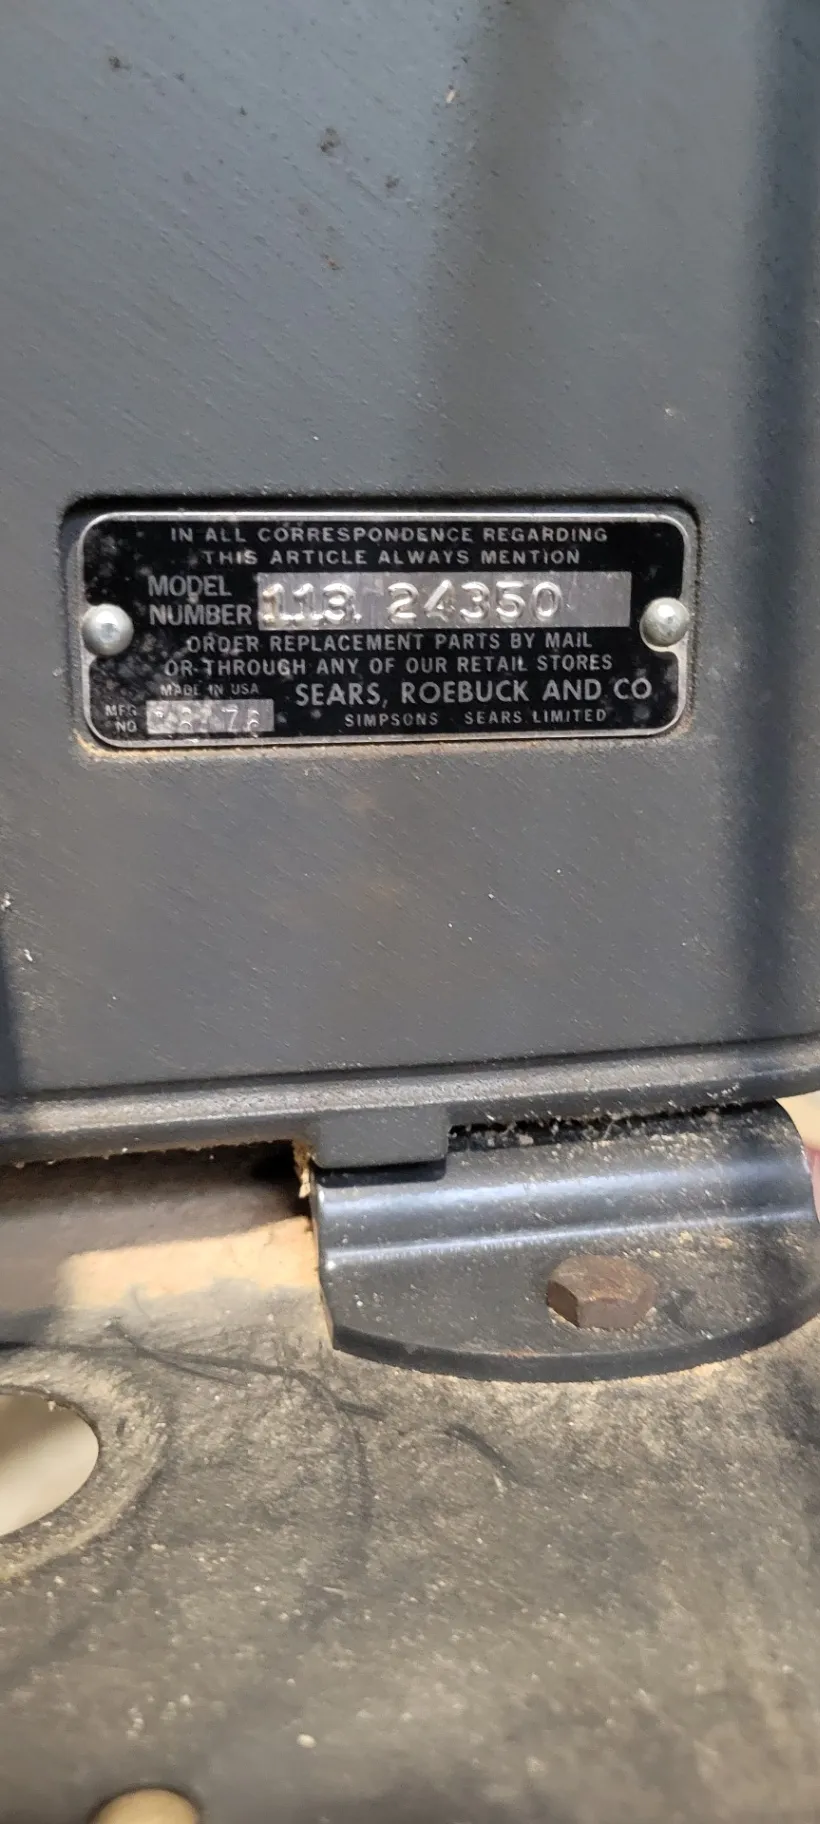 IN ALL CORRESPONDENCE REGARDING
THIS ARTICLE ALWAYS MENTION
MODEL
NUMBER 113. 24350
ORDER REPLACEMENT PARTS BY MAIL
OR THROUGH ANY OF OUR RETAIL STORES
MADE IN USA
SEARS, ROEBUCK AND CO
MFG
NO
SIMPSONS - SEARS LIMITED